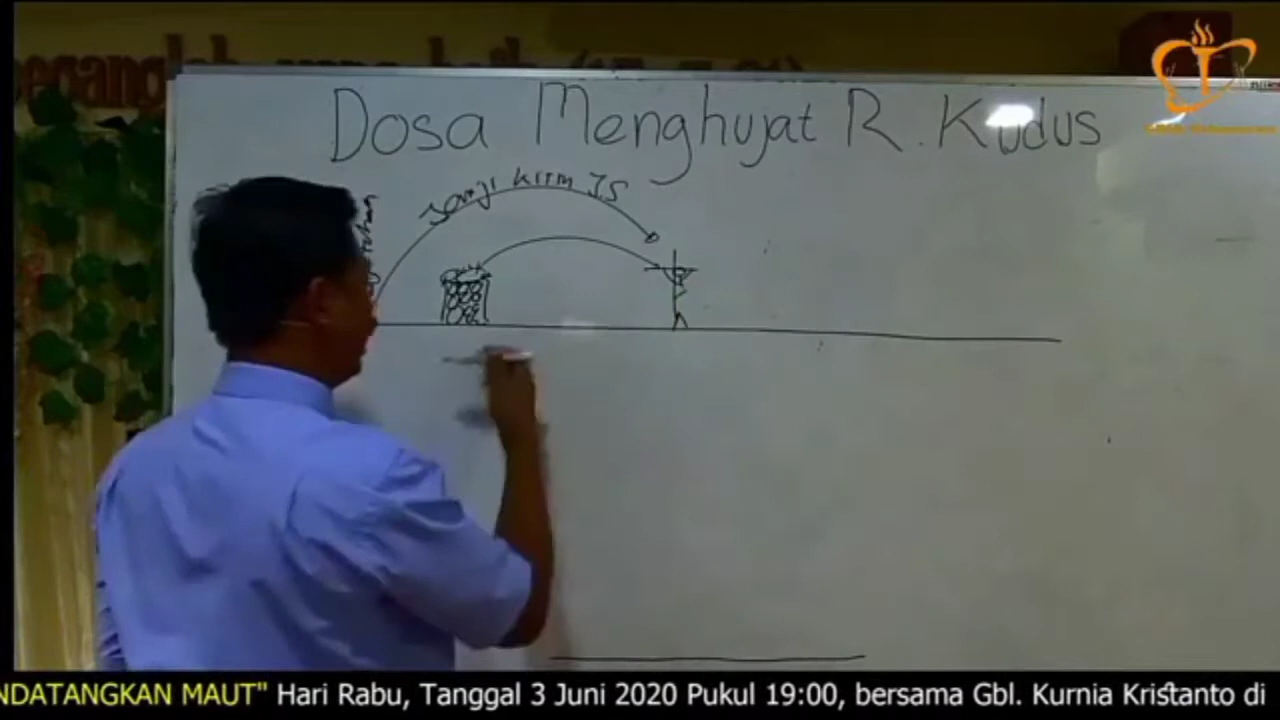 Dosa Menghujat R. Kudus
Janji kirim JS
NDATANGKAN MAUT" Hari Rabu, Tanggal 3 Juni 2020 Pukul 19:00, bersama Gbl. Kurnia Kristanto di